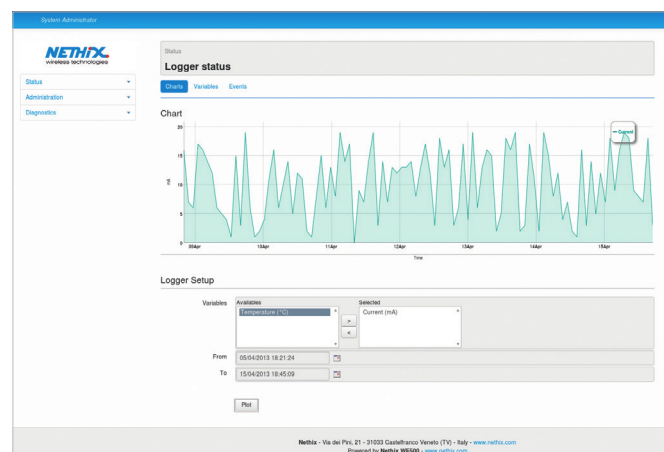 System Administrator
NETHIX
wireless technologies
Status
Administration
Diagnostics
Status
Logger status
Charts Variables Events
Chart
Current
20
15
mA
10
5
0
09Apr 10Apr 11Apr 12Apr 13Apr 14Apr 15Apr
Time
Logger Setup
Variables
Availables Selected
Temperature (°C) Current (mA)
>
<
From 05/04/2013 18:21:24
To 15/04/2013 18:45:09
Plot
Nethix - Via dei Pini, 21 - 31033 Castelfranco Veneto (TV) - Italy - www.nethix.com
Powered by Nethix WE500 - www.nethix.com